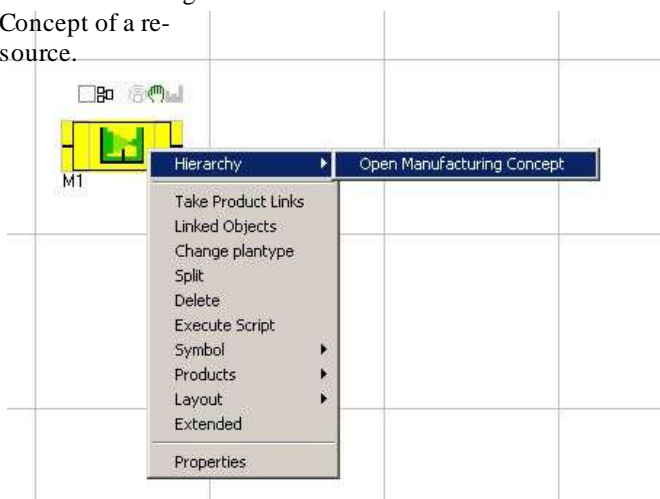 Concept of a re-
source.
M1
Hierarchy
Open Manufacturing Concept
Take Product Links
Linked Objects
Change plantype
Split
Delete
Execute Script
Symbol
Products
Layout
Extended
Properties